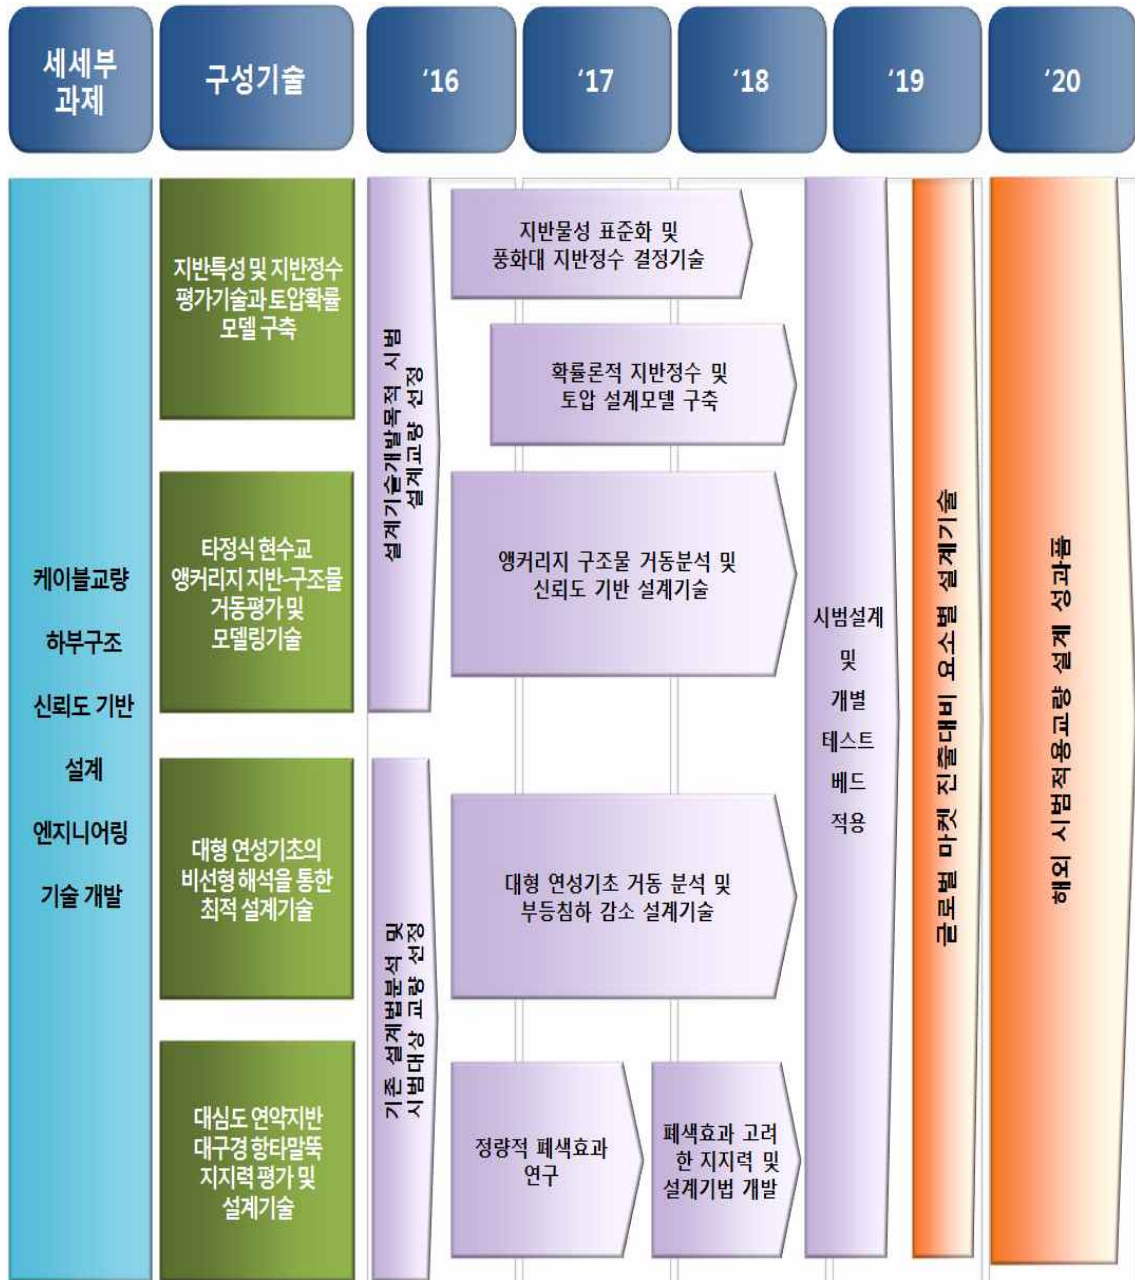 세세부
과제
구성기술
‘16
‘17
‘18
‘19
‘20
케이블교량
하부구조
신뢰도 기반
설계
엔지니어링
기술 개발
지반특성 및 지반정수
평가기술과 토압확률
모델 구축
타정식 현수교
앵커리지 지반-구조물
거동평가 및
모델링기술
대형 연성기초의
비선형 해석을 통한
최적 설계기술
대심도 연약지반
대구경 항타말뚝
지지력 평가 및
설계기술
설계기술개발목적 시범
설계교량 선정
기존 설계법분석 및
시범대상 교량 선정
지반물성 표준화 및
풍화대 지반정수 결정기술
확률론적 지반정수 및
토압 설계모델 구축
앵커리지 구조물 거동분석 및
신뢰도 기반 설계기술
대형 연성기초 거동 분석 및
부등침하 감소 설계기술
정량적 폐색효과
연구
폐색효과 고려
한 지지력 및
설계기법 개발
시범설계
및
개별
테스트
베드
적용
글로벌 마켓 진출대비 요소별 설계기술
해외 시범적용교량 설계 성과품